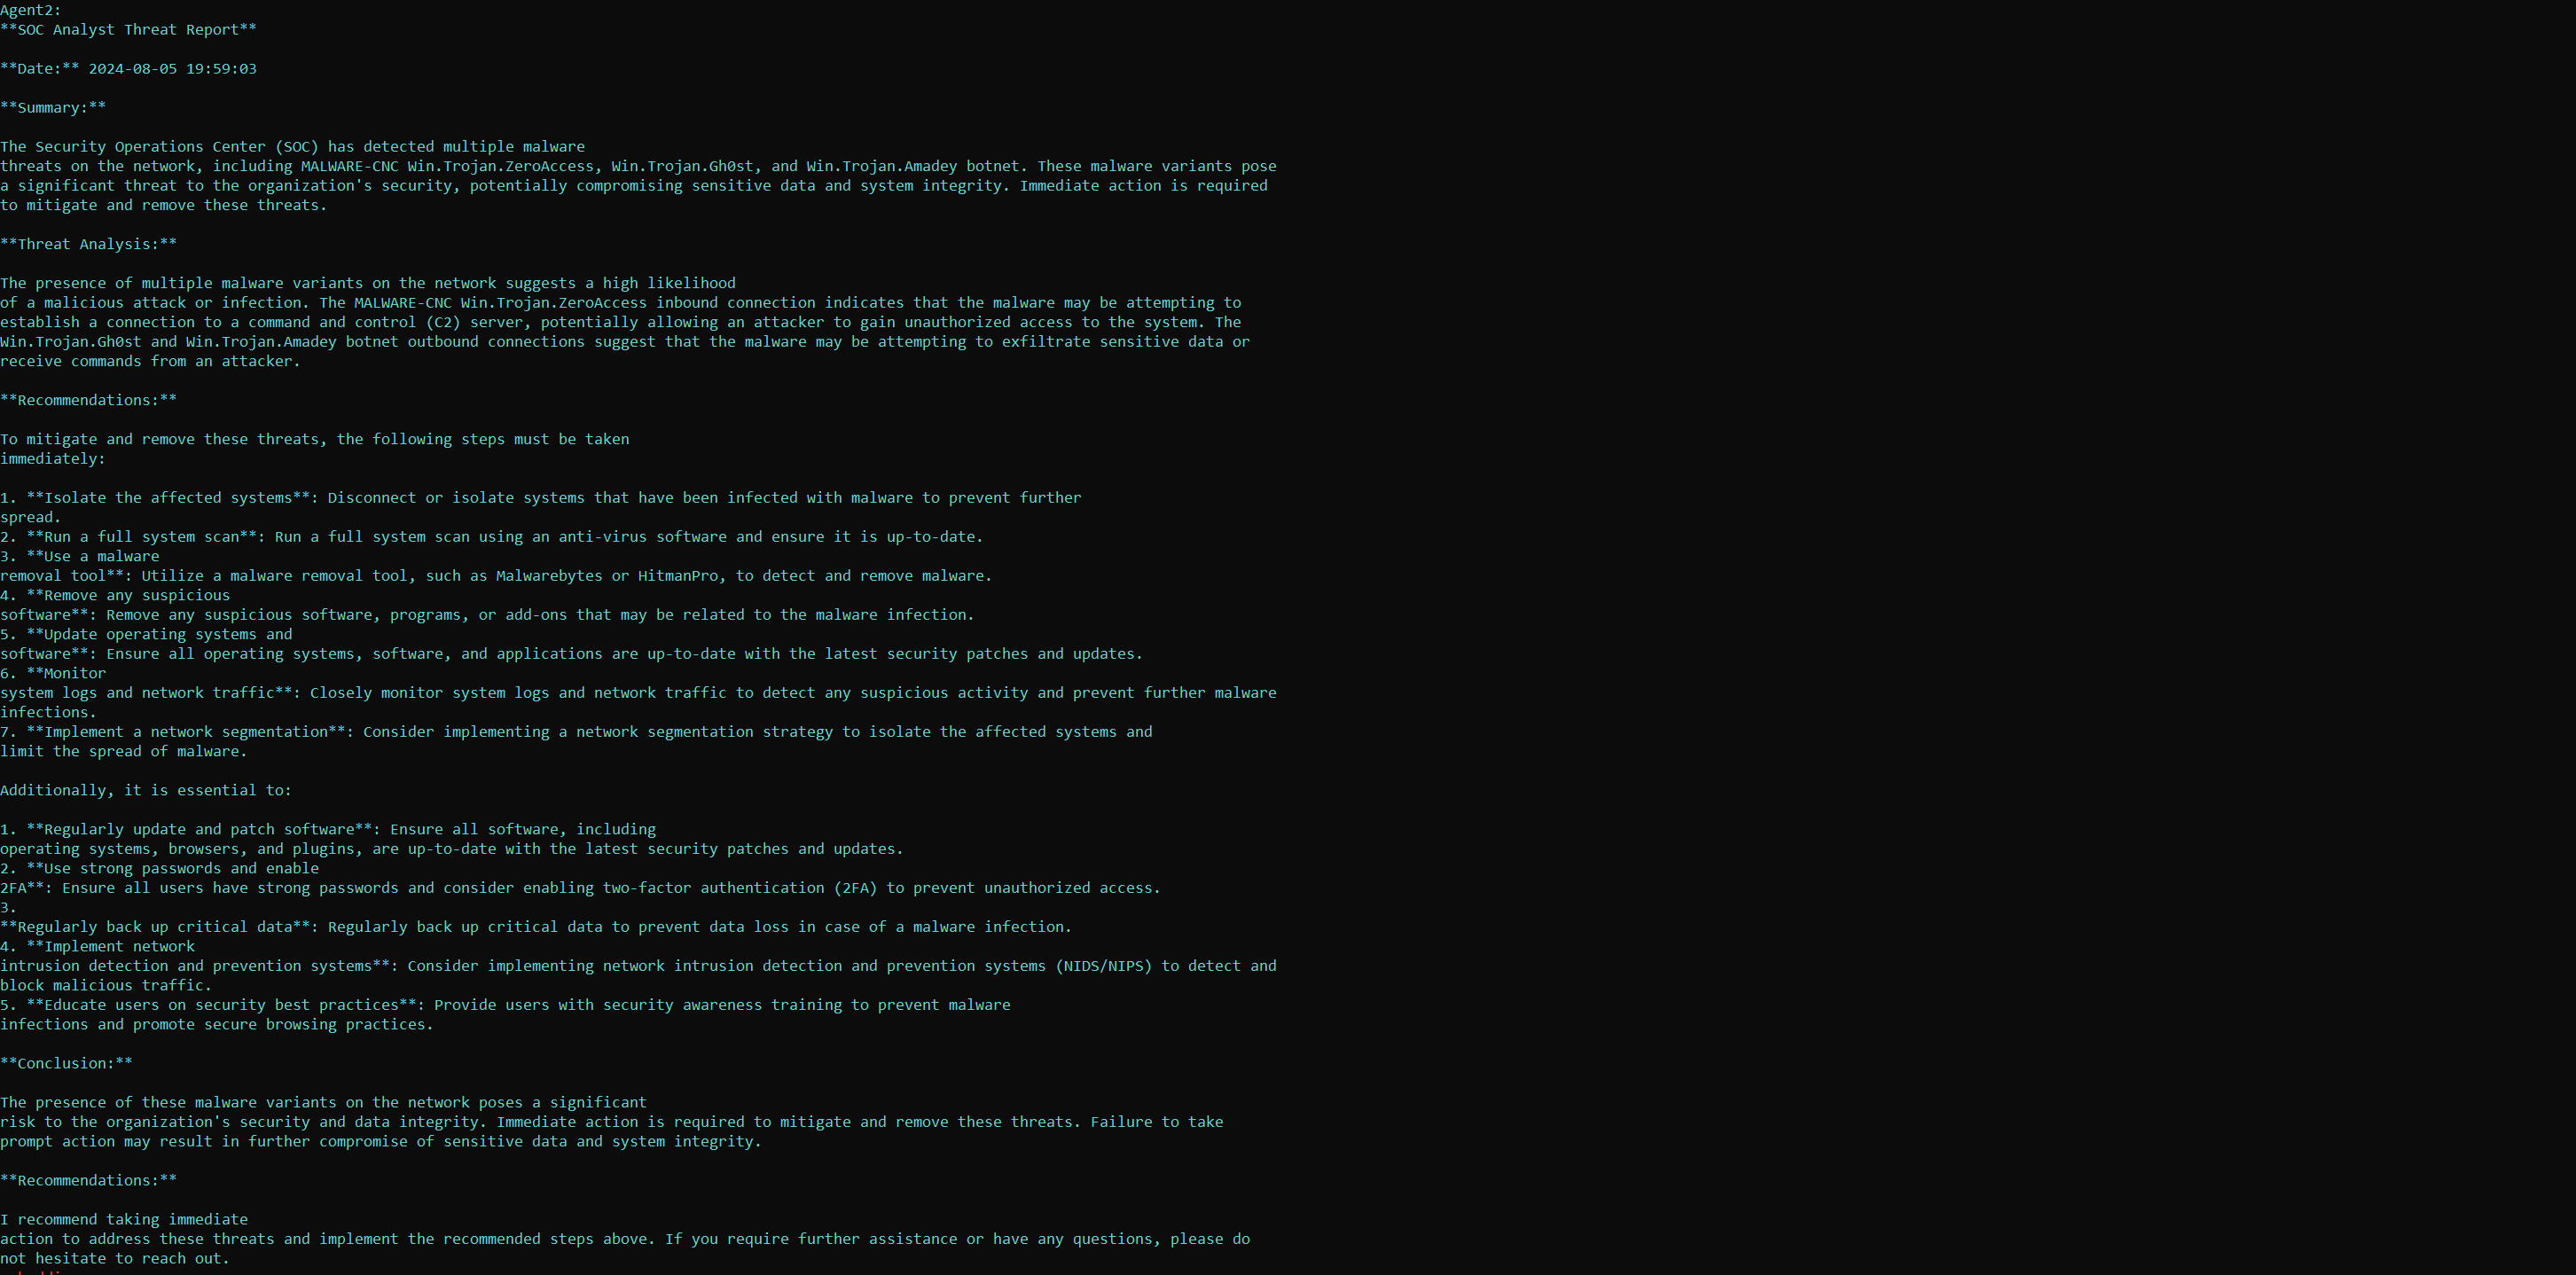 Agent2:
**SOC Analyst Threat Report**
**Date:** 2024-08-05 19:59:03
**Summary:**
The Security Operations Center (SOC) has detected multiple malware
threats on the network, including MALWARE-CNC Win.Trojan.ZeroAccess, Win.Trojan.Gh0st, and Win.Trojan.Amadey botnet. These malware variants pose
a significant threat to the organization's security, potentially compromising sensitive data and system integrity. Immediate action is required
to mitigate and remove these threats.
**Threat Analysis:**
The presence of multiple malware variants on the network suggests a high likelihood
of a malicious attack or infection. The MALWARE-CNC Win.Trojan.ZeroAccess inbound connection indicates that the malware may be attempting to
establish a connection to a command and control (C2) server, potentially allowing an attacker to gain unauthorized access to the system. The
Win.Trojan.Gh0st and Win.Trojan.Amadey botnet outbound connections suggest that the malware may be attempting to exfiltrate sensitive data or
receive commands from an attacker.
**Recommendations:**
To mitigate and remove these threats, the following steps must be taken
immediately:
1. **Isolate the affected systems**: Disconnect or isolate systems that have been infected with malware to prevent further
spread.
2. **Run a full system scan**: Run a full system scan using an anti-virus software and ensure it is up-to-date.
3. **Use a malware
removal tool**: Utilize a malware removal tool, such as Malwarebytes or HitmanPro, to detect and remove malware.
4. **Remove any suspicious
software**: Remove any suspicious software, programs, or add-ons that may be related to the malware infection.
5. **Update operating systems and
software**: Ensure all operating systems, software, and applications are up-to-date with the latest security patches and updates.
6. **Monitor
system logs and network traffic**: Closely monitor system logs and network traffic to detect any suspicious activity and prevent further malware
infections.
7. **Implement a network segmentation**: Consider implementing a network segmentation strategy to isolate the affected systems and
limit the spread of malware.
Additionally, it is essential to:
1. **Regularly update and patch software**: Ensure all software, including
operating systems, browsers, and plugins, are up-to-date with the latest security patches and updates.
2. **Use strong passwords and enable
2FA**: Ensure all users have strong passwords and consider enabling two-factor authentication (2FA) to prevent unauthorized access.
3.
**Regularly back up critical data**: Regularly back up critical data to prevent data loss in case of a malware infection.
4. **Implement network
intrusion detection and prevention systems**: Consider implementing network intrusion detection and prevention systems (NIDS/NIPS) to detect and
block malicious traffic.
5. **Educate users on security best practices**: Provide users with security awareness training to prevent malware
infections and promote secure browsing practices.
**Conclusion:**
The presence of these malware variants on the network poses a significant
risk to the organization's security and data integrity. Immediate action is required to mitigate and remove these threats. Failure to take
prompt action may result in further compromise of sensitive data and system integrity.
**Recommendations:**
I recommend taking immediate
action to address these threats and implement the recommended steps above. If you require further assistance or have any questions, please do
not hesitate to reach out.